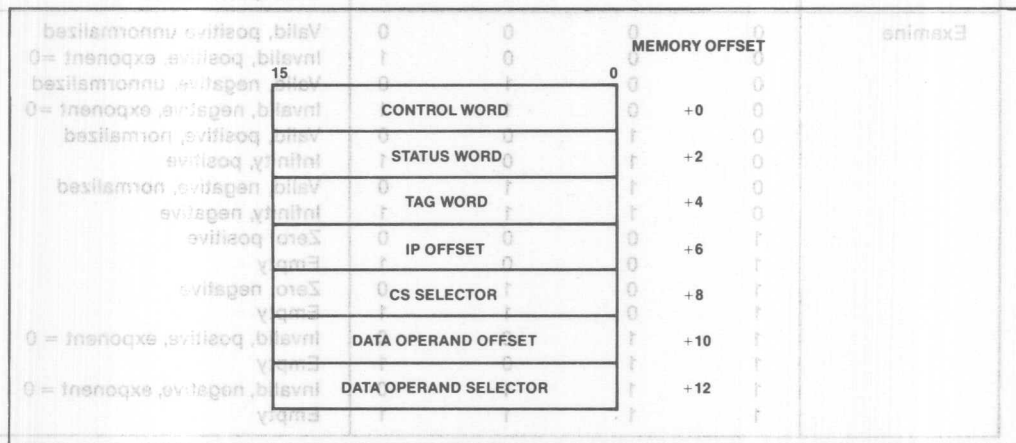 MEMORY OFFSET
15 0
CONTROL WORD +0
STATUS WORD +2
TAG WORD +4
IP OFFSET +6
CS SELECTOR +8
DATA OPERAND OFFSET +10
DATA OPERAND SELECTOR +12